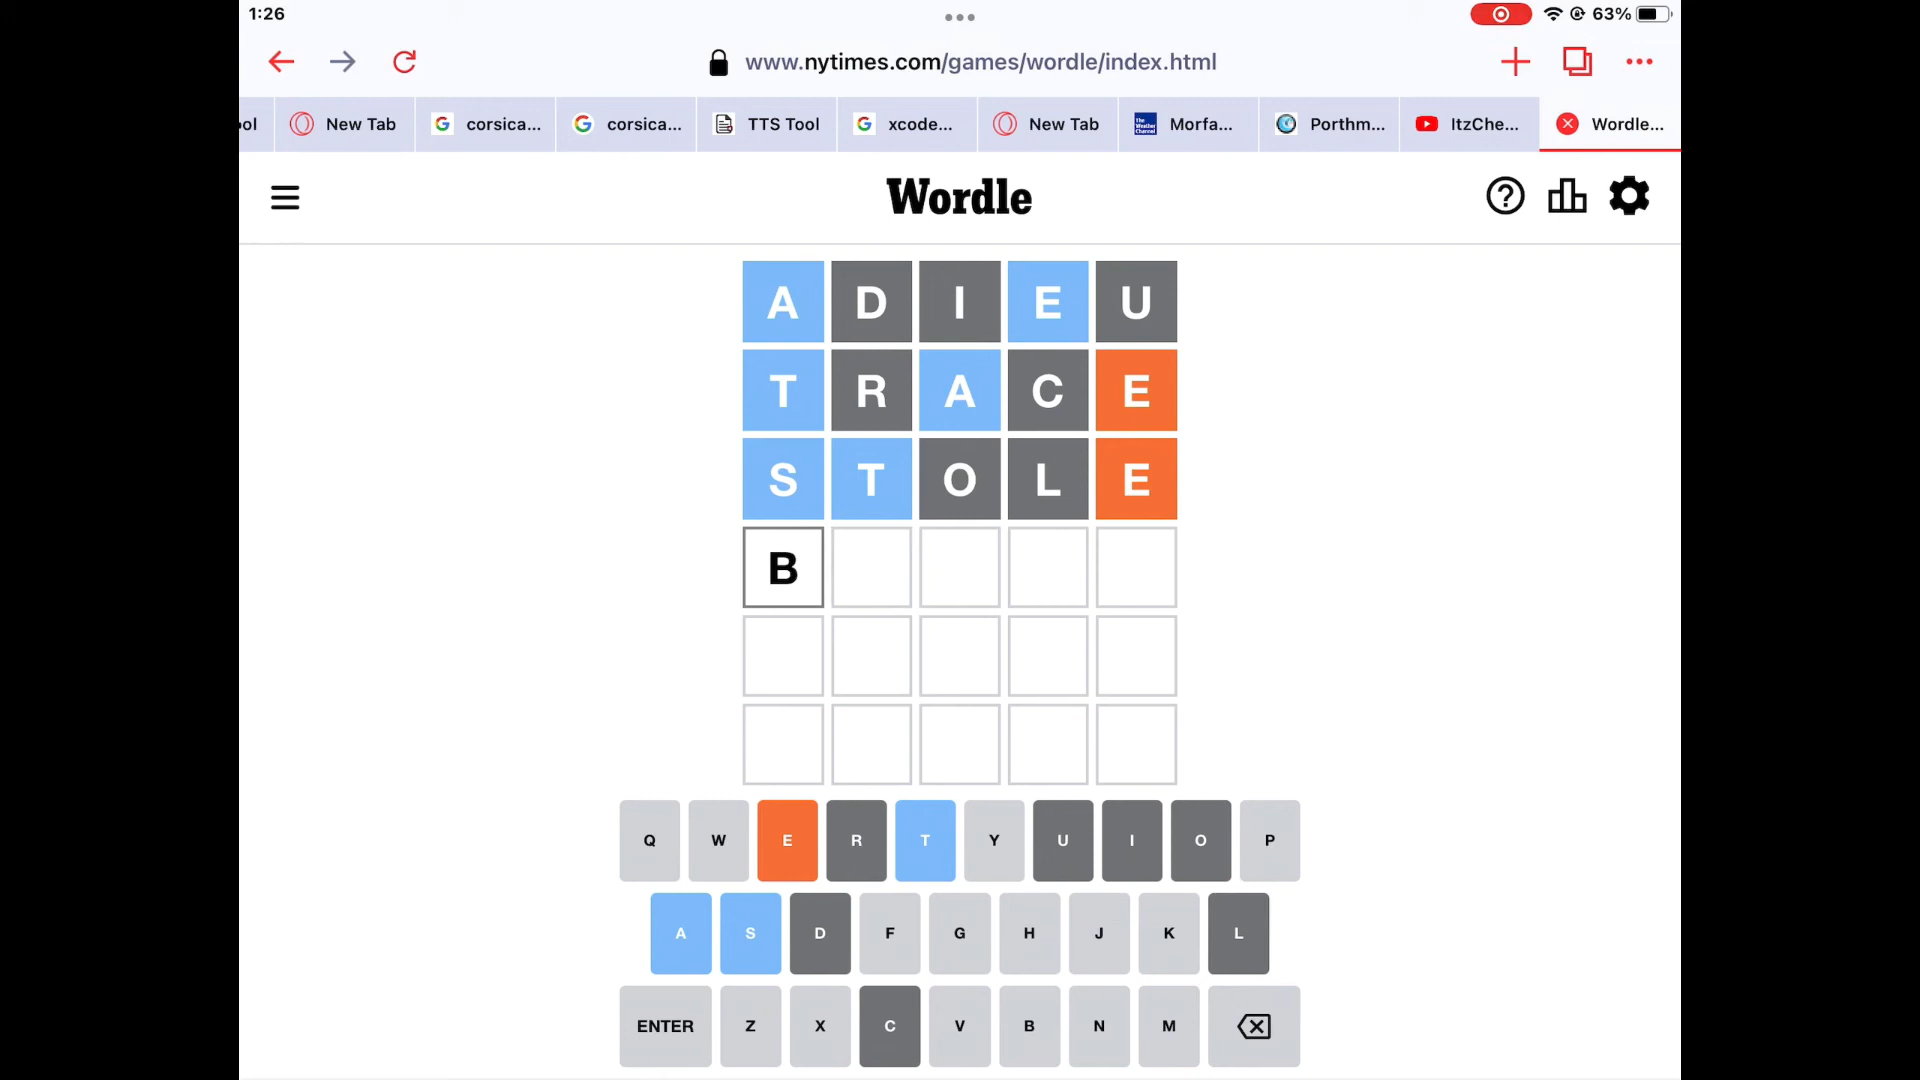 1:26
63%
www.nytimes.com/games/wordle/index.html
ol New Tab corsica... corsica... TTS Tool xcode... New Tab Morfa... Porthm... ItzChe... Wordle...
Wordle
A D I E U
T R A C E
S T O L E
B
Q W E R T Y U I O P
A S D F G H J K L
ENTER Z X C V B N M